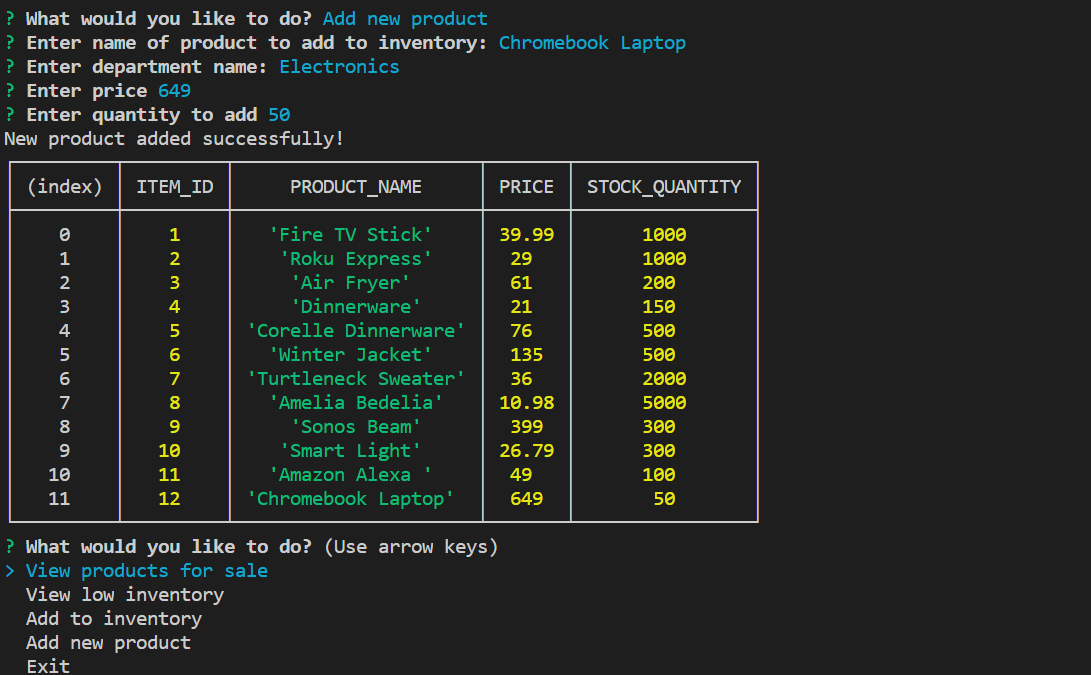 ? What would you like to do? Add new product
? Enter name of product to add to inventory: Chromebook Laptop
? Enter department name: Electronics
? Enter price 649
? Enter quantity to add 50
New product added successfully!
(index) ITEM_ID PRODUCT_NAME PRICE STOCK_QUANTITY
0 1 'Fire TV Stick' 39.99 1000
1 2 'Roku Express' 29 1000
2 3 'Air Fryer' 61 200
3 4 'Dinnerware' 21 150
4 5 'Corelle Dinnerware' 76 500
5 6 'Winter Jacket' 135 500
6 7 'Turtleneck Sweater' 36 2000
7 8 'Amelia Bedelia' 10.98 5000
8 9 'Sonos Beam' 399 300
9 10 'Smart Light' 26.79 300
10 11 'Amazon Alexa ' 49 100
11 12 'Chromebook Laptop' 649 50
? What would you like to do? (Use arrow keys)
> View products for sale
View low inventory
Add to inventory
Add new product
Exit